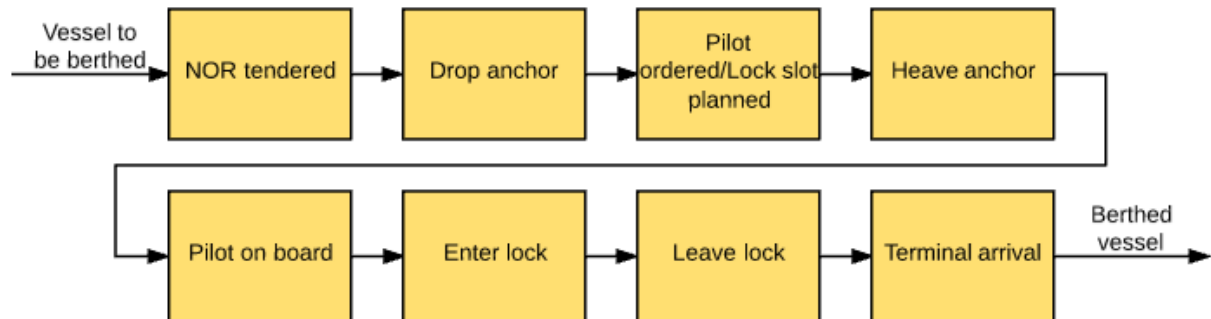 Vessel to
be berthed
NOR tendered
Drop anchor
Pilot
ordered/Lock slot
planned
Heave anchor
Pilot on board
Enter lock
Leave lock
Terminal arrival
Berthed
vessel